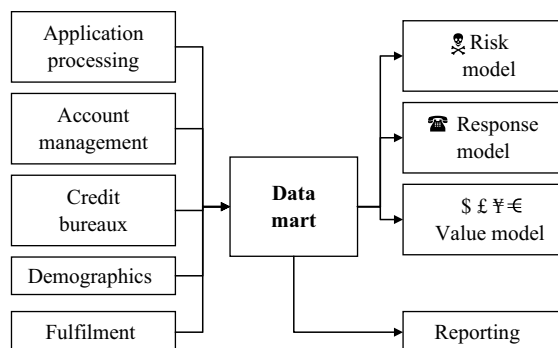 Application
processing
Account
management
Credit
bureaux
Demographics
Fulfilment
Data
mart
☠ Risk
model
☎ Response
model
$ £ ¥ €
Value model
Reporting